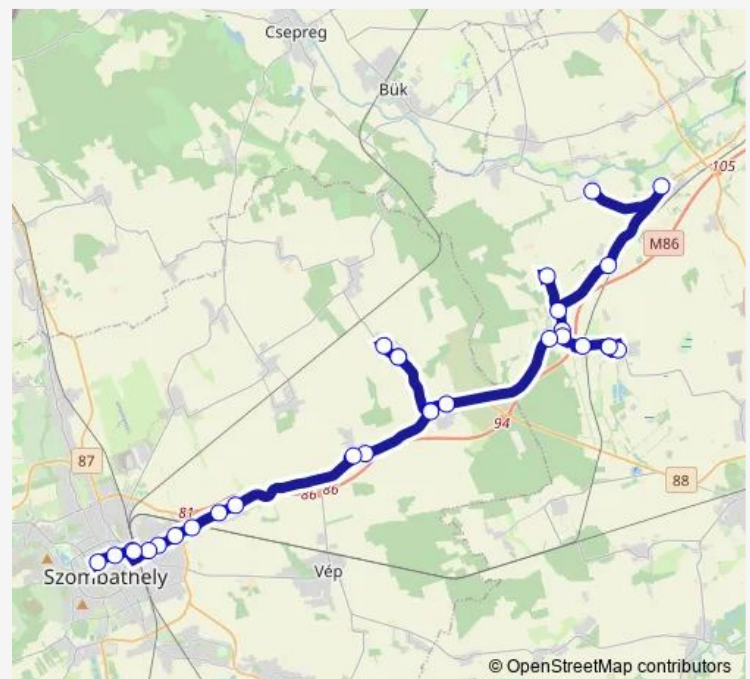 Csepreg
Bük
105
M86
94
87
88
81
86 86
Szombathely
Vép
© OpenStreetMap contributors